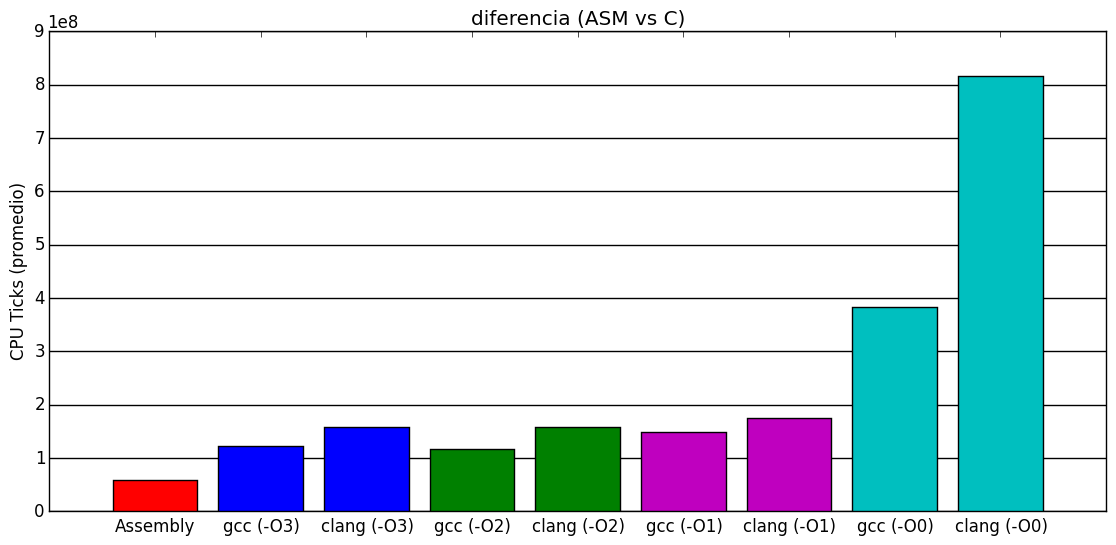 diferencia (ASM vs C)
1e8
9
8
7
6
5
4
3
2
1
0
CPU Ticks (promedio)
Assembly gcc (-O3) clang (-O3) gcc (-O2) clang (-O2) gcc (-O1) clang (-O1) gcc (-O0) clang (-O0)